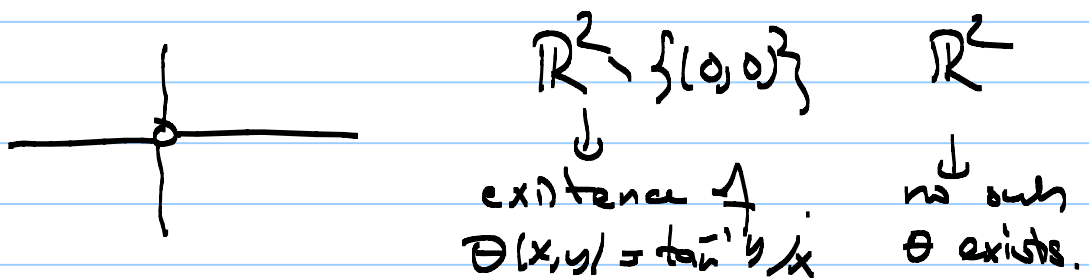 ℝ² \ {(0,0)} ℝ²
existence of no such
θ(x,y) = tan⁻¹ y/x. θ exists.